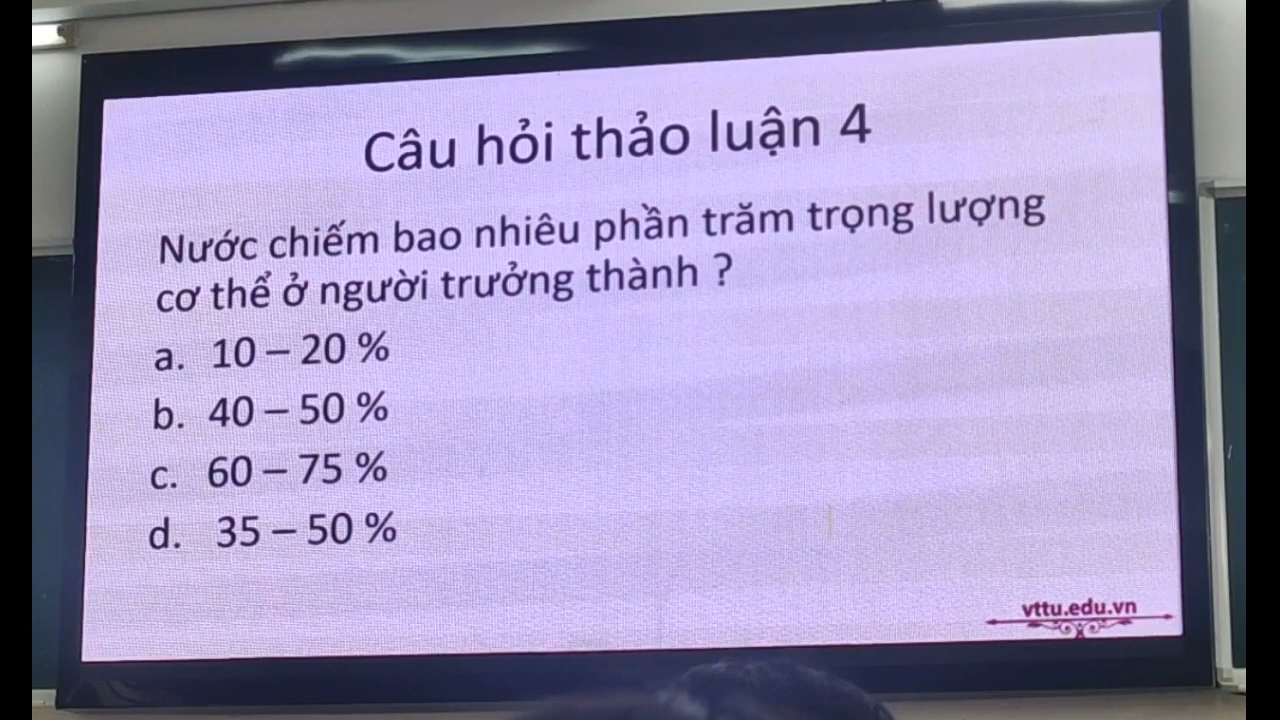 Câu hỏi thảo luận 4
Nước chiếm bao nhiêu phần trăm trọng lượng
cơ thể ở người trưởng thành ?
a. 10 – 20 %
b. 40 – 50 %
c. 60 – 75 %
d. 35 – 50 %
vttu.edu.vn